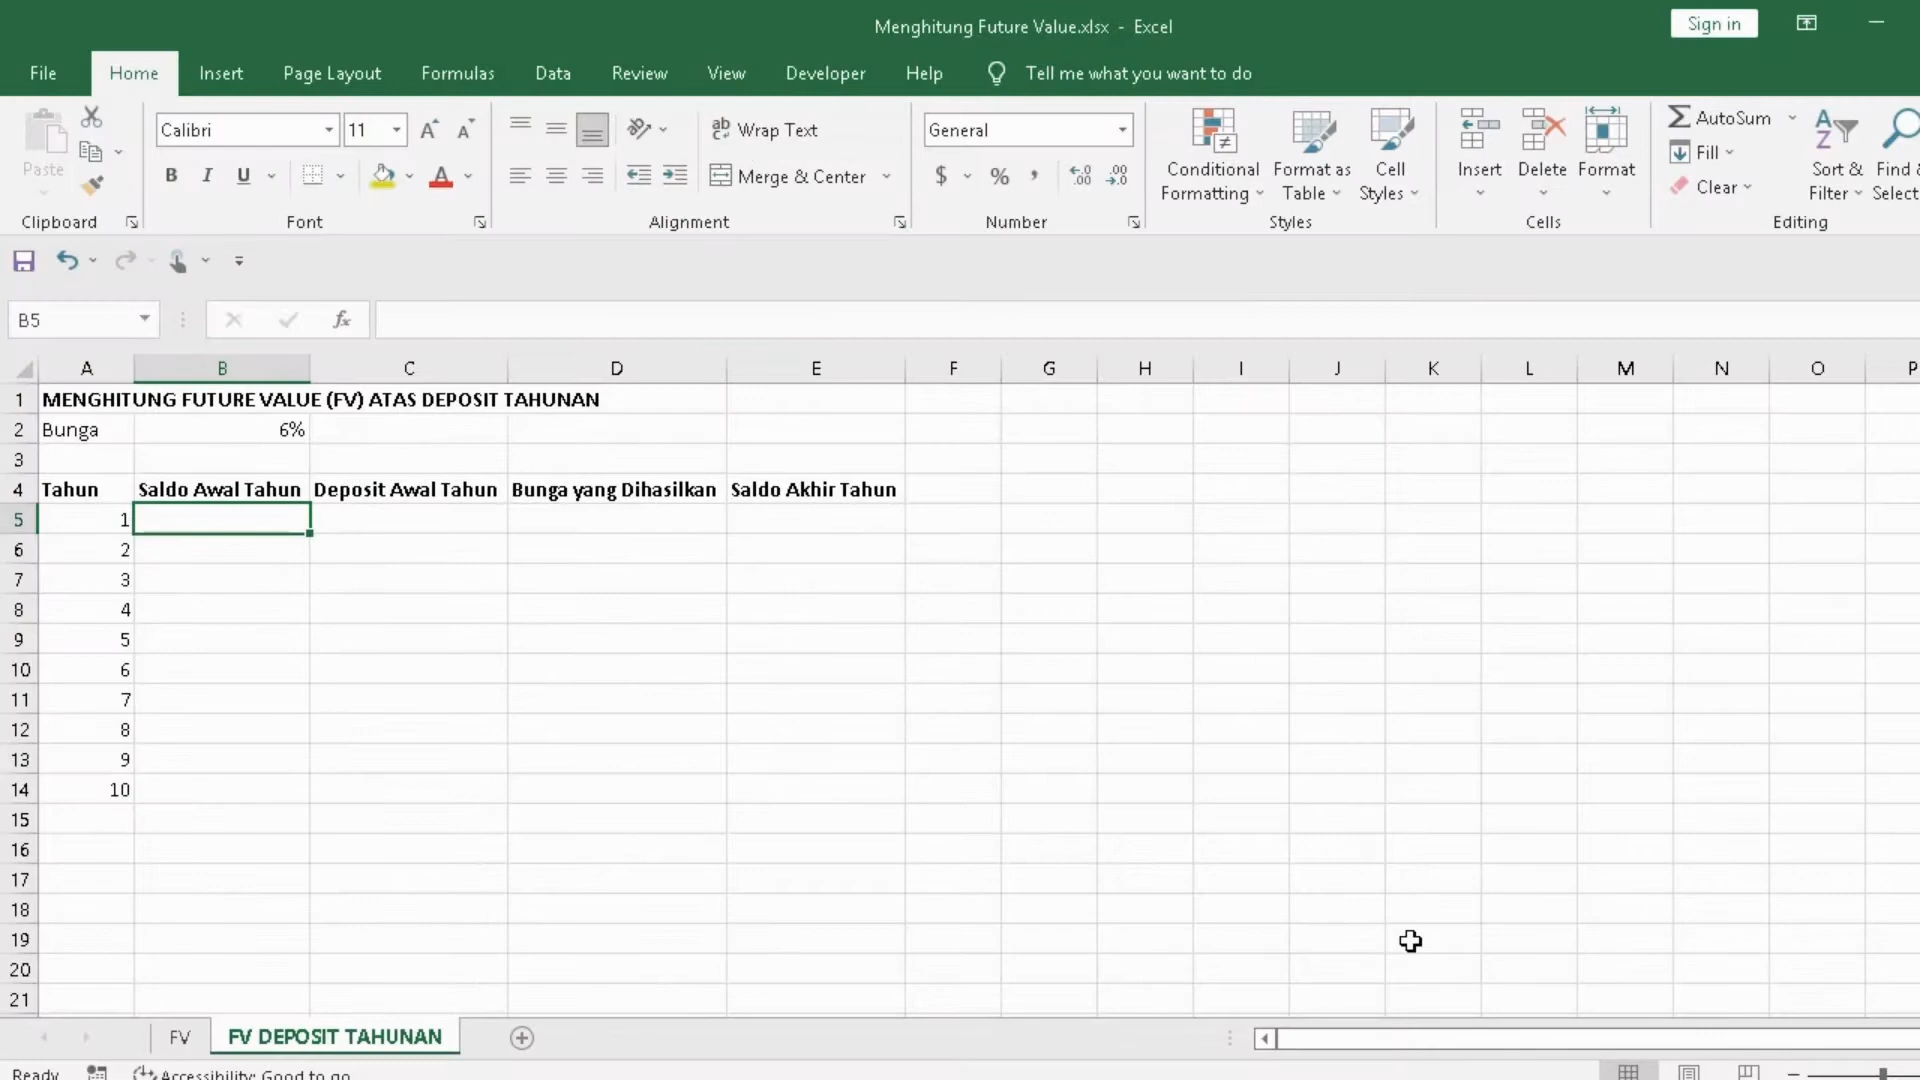 Menghitung Future Value.xlsx - Excel
Sign in
File Home Insert Page Layout Formulas Data Review View Developer Help Tell me what you want to do
Paste
Clipboard
Calibri 11 A A
B I U A
Font
ab Wrap Text
Merge & Center
Alignment
General
$ % , .00 .00
Number
Conditional Formatting
Format as Table
Cell Styles
Styles
Insert Delete Format
Cells
AutoSum
Fill
Clear
Sort & Filter
Find &
Select
Editing
B5 fx
A B C D E F G H I J K L M N O P
1 MENGHITUNG FUTURE VALUE (FV) ATAS DEPOSIT TAHUNAN
2 Bunga 6%
3
4 Tahun Saldo Awal Tahun Deposit Awal Tahun Bunga yang Dihasilkan Saldo Akhir Tahun
5 1
6 2
7 3
8 4
9 5
10 6
11 7
12 8
13 9
14 10
15
16
17
18
19
20
21
FV FV DEPOSIT TAHUNAN
Ready Accessibility: Good to go